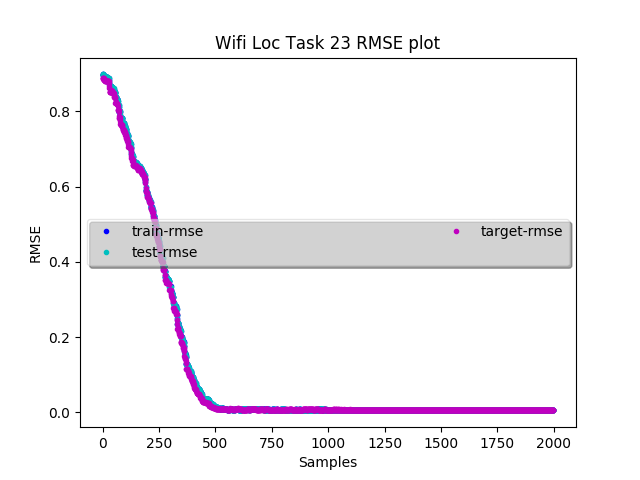 Wifi Loc Task 23 RMSE plot
0.8
0.6
train-rmse target-rmse
test-rmse
RMSE
0.4
0.2
0.0
0 250 500 750 1000 1250 1500 1750 2000
Samples